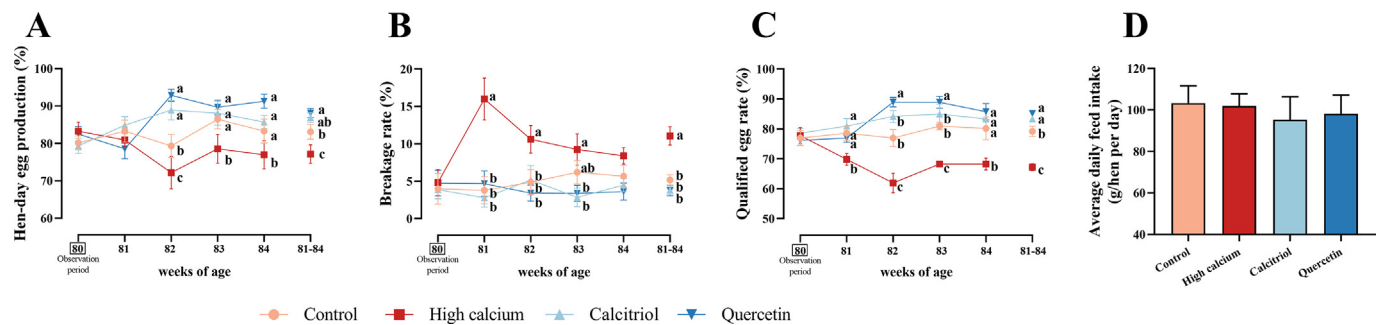 A
Hen-day egg production (%)
100
90
80
70
60
a
a
b
c
a
a
a
b
a
a
a
b
a
ab
b
c
80
81
82
83
84
81-84
Observation
period
weeks of age
B
Breakage rate (%)
20
15
10
5
0
a
b
b
b
a
b
b
b
a
ab
b
b
a
b
b
b
80
81
82
83
84
81-84
Observation
period
weeks of age
C
Qualified egg rate (%)
100
90
80
70
60
50
a
a
a
b
a
a
b
c
a
a
b
c
a
a
a
b
a
a
b
c
80
81
82
83
84
81-84
Observation
period
weeks of age
D
Average daily feed intake
(g/hen per day)
120
100
80
60
40
Control
High calcium
Calcitriol
Quercetin
Control
High calcium
Calcitriol
Quercetin